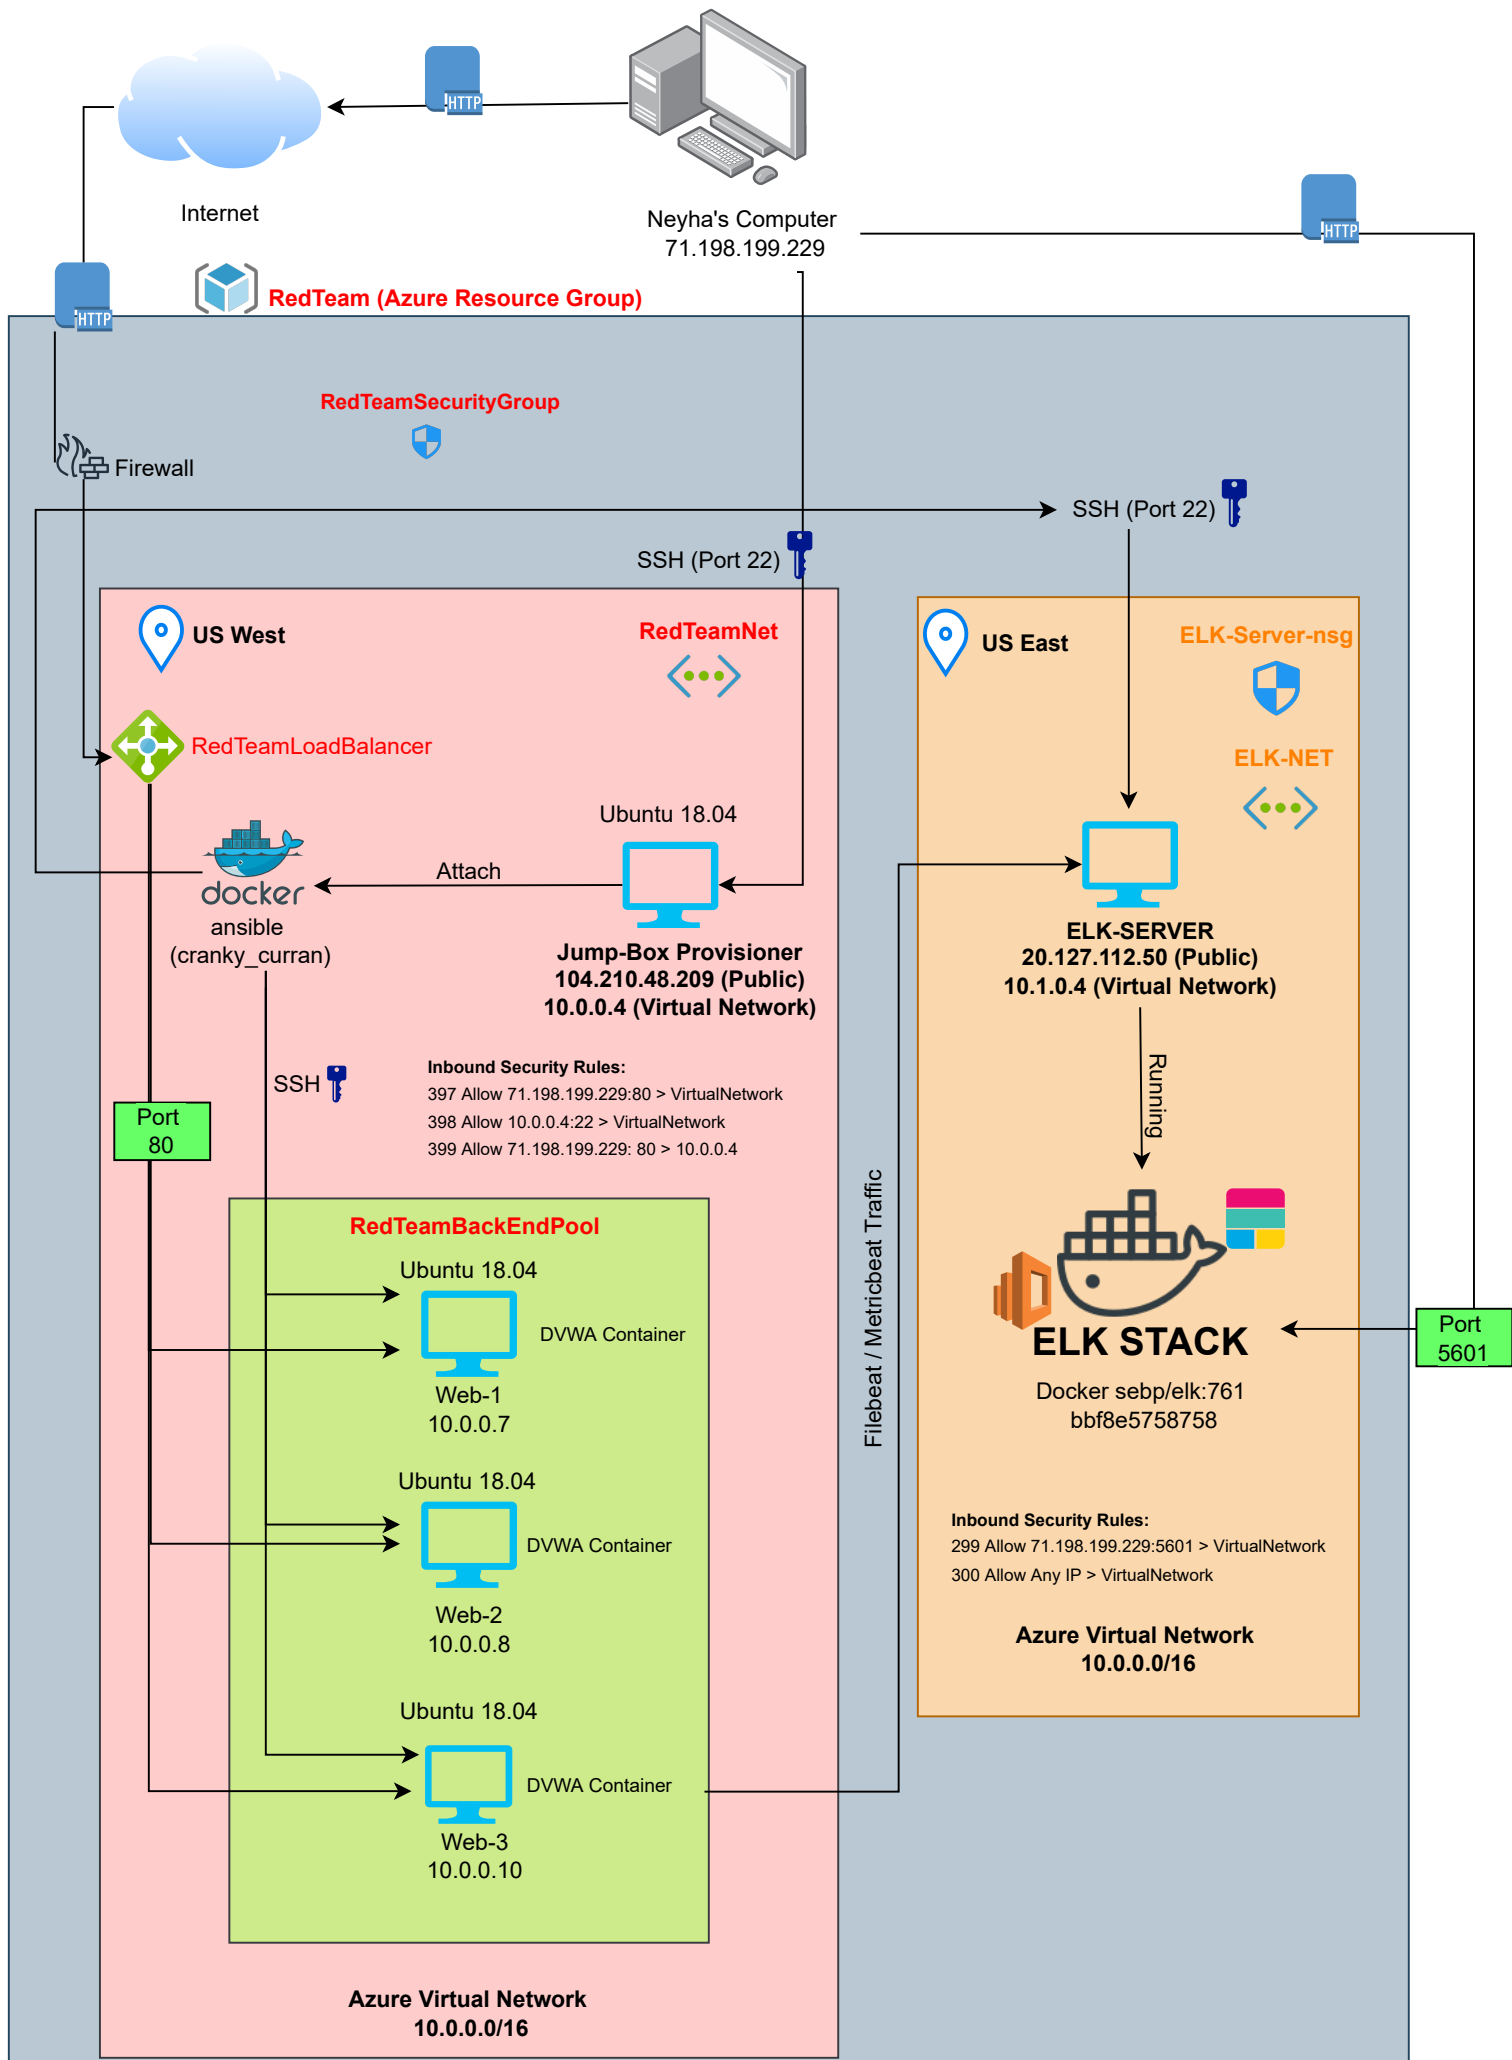 HTTP
Internet
Neyha's Computer
71.198.199.229
HTTP
HTTP
RedTeam (Azure Resource Group)
RedTeamSecurityGroup
Firewall
SSH (Port 22)
SSH (Port 22)
US West
RedTeamNet
RedTeamLoadBalancer
Ubuntu 18.04
Attach
docker
ansible
(cranky_curran)
Jump-Box Provisioner
104.210.48.209 (Public)
10.0.0.4 (Virtual Network)
SSH
Inbound Security Rules:
397 Allow 71.198.199.229:80 > VirtualNetwork
398 Allow 10.0.0.4:22 > VirtualNetwork
399 Allow 71.198.199.229: 80 > 10.0.0.4
Port
80
RedTeamBackEndPool
Ubuntu 18.04
DVWA Container
Web-1
10.0.0.7
Ubuntu 18.04
DVWA Container
Web-2
10.0.0.8
Ubuntu 18.04
DVWA Container
Web-3
10.0.0.10
Azure Virtual Network
10.0.0.0/16
Filebeat / Metricbeat Traffic
US East
ELK-Server-nsg
ELK-NET
ELK-SERVER
20.127.112.50 (Public)
10.1.0.4 (Virtual Network)
Running
ELK STACK
Docker sebp/elk:761
bbf8e5758758
Port
5601
Inbound Security Rules:
299 Allow 71.198.199.229:5601 > VirtualNetwork
300 Allow Any IP > VirtualNetwork
Azure Virtual Network
10.0.0.0/16